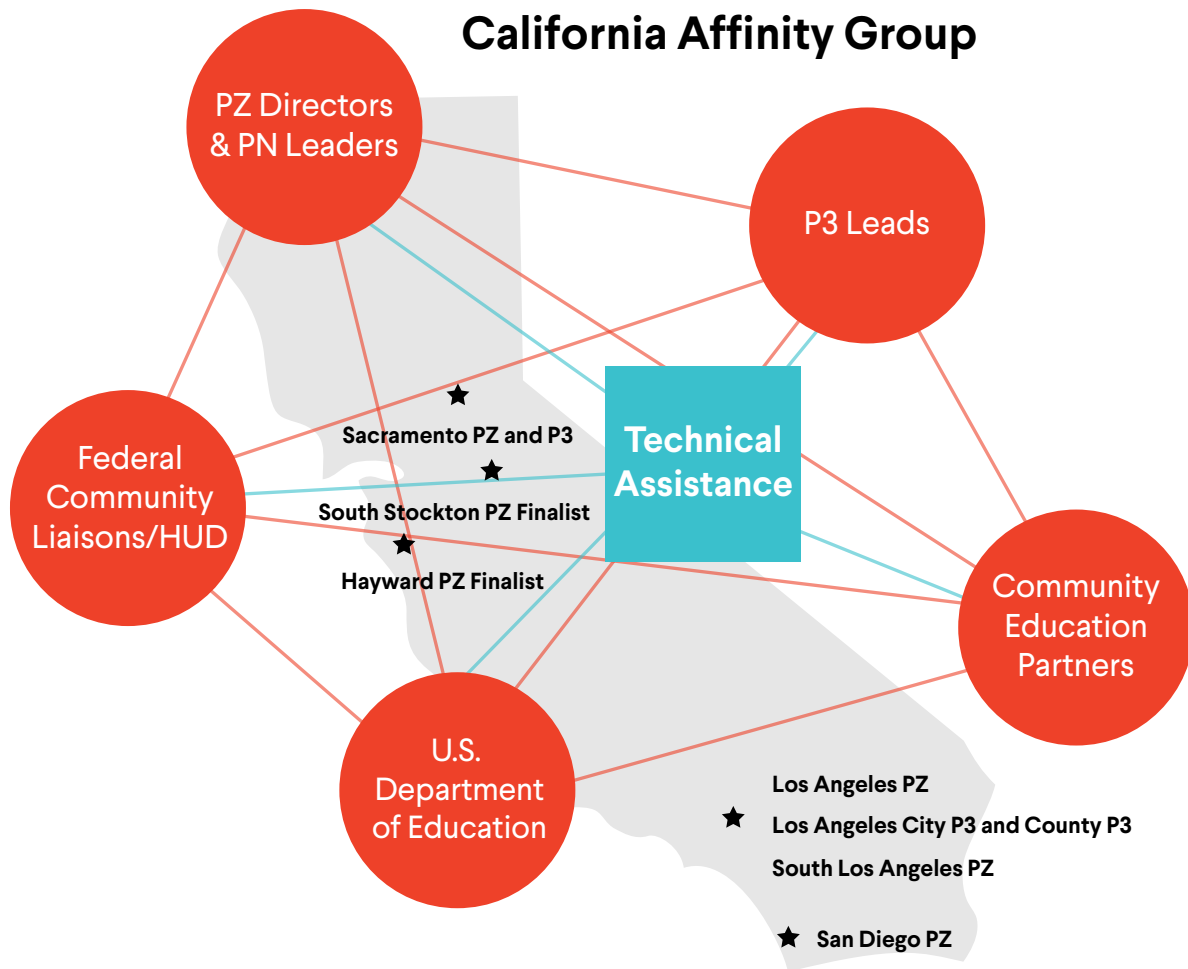 California Affinity Group
PZ Directors
& PN Leaders
P3 Leads
Technical
Assistance
Sacramento PZ and P3
Federal
Community
Liaisons/HUD
South Stockton PZ Finalist
Hayward PZ Finalist
Community
Education
Partners
U.S.
Department
of Education
Los Angeles PZ
Los Angeles City P3 and County P3
South Los Angeles PZ
San Diego PZ